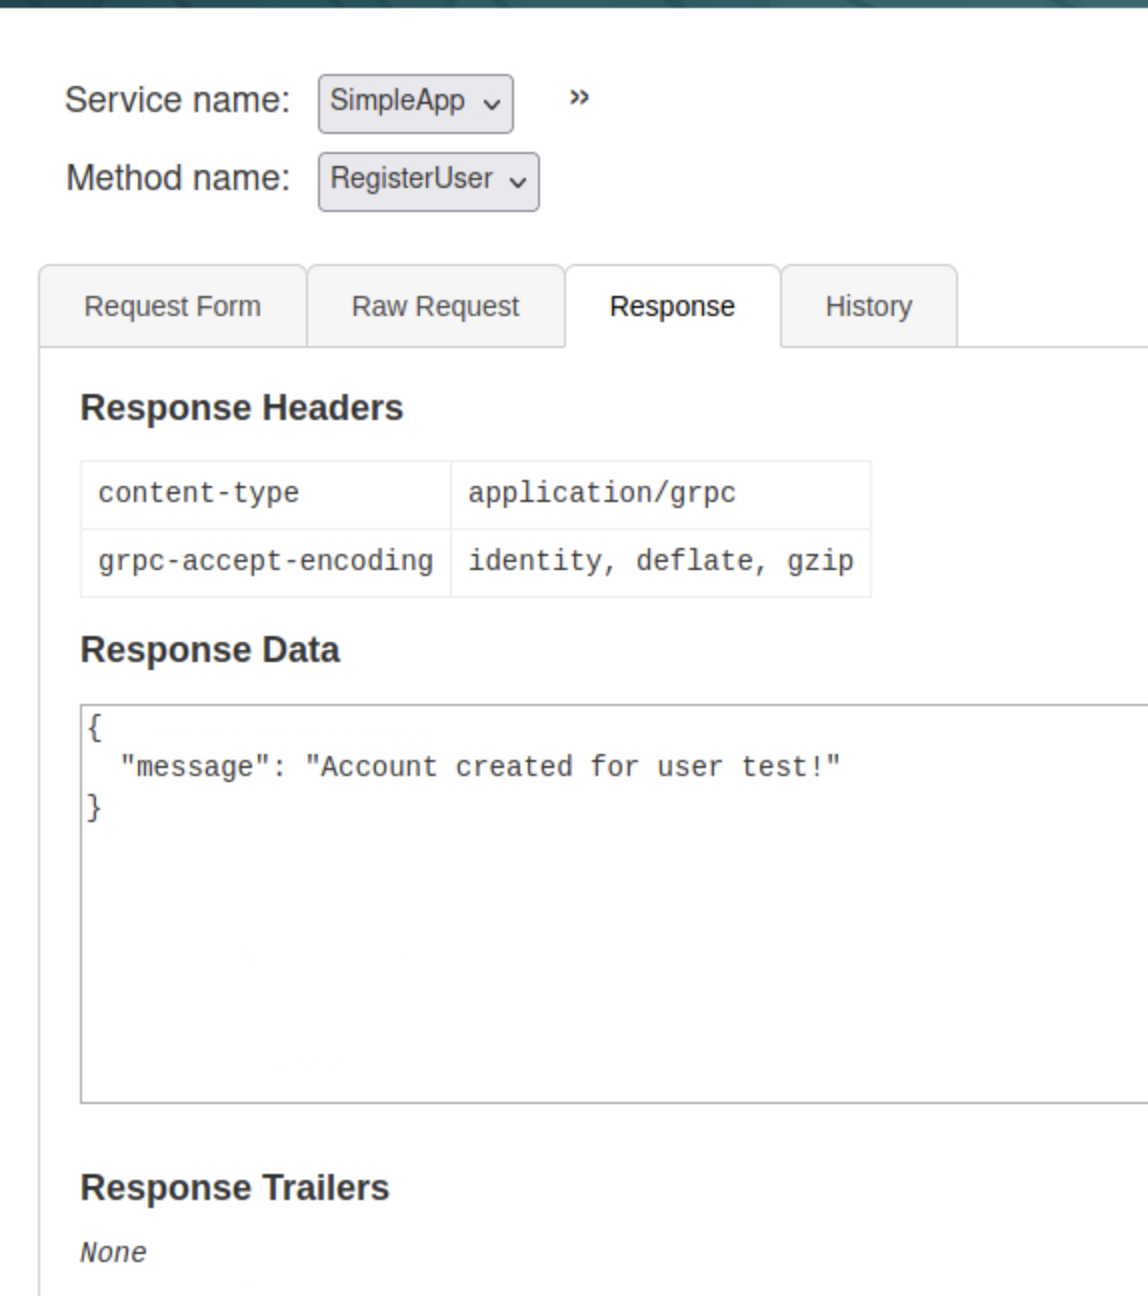 Service name: SimpleApp »
Method name: RegisterUser
Request Form Raw Request Response History
Response Headers
content-type application/grpc
grpc-accept-encoding identity, deflate, gzip
Response Data
{
"message": "Account created for user test!"
}
Response Trailers
None